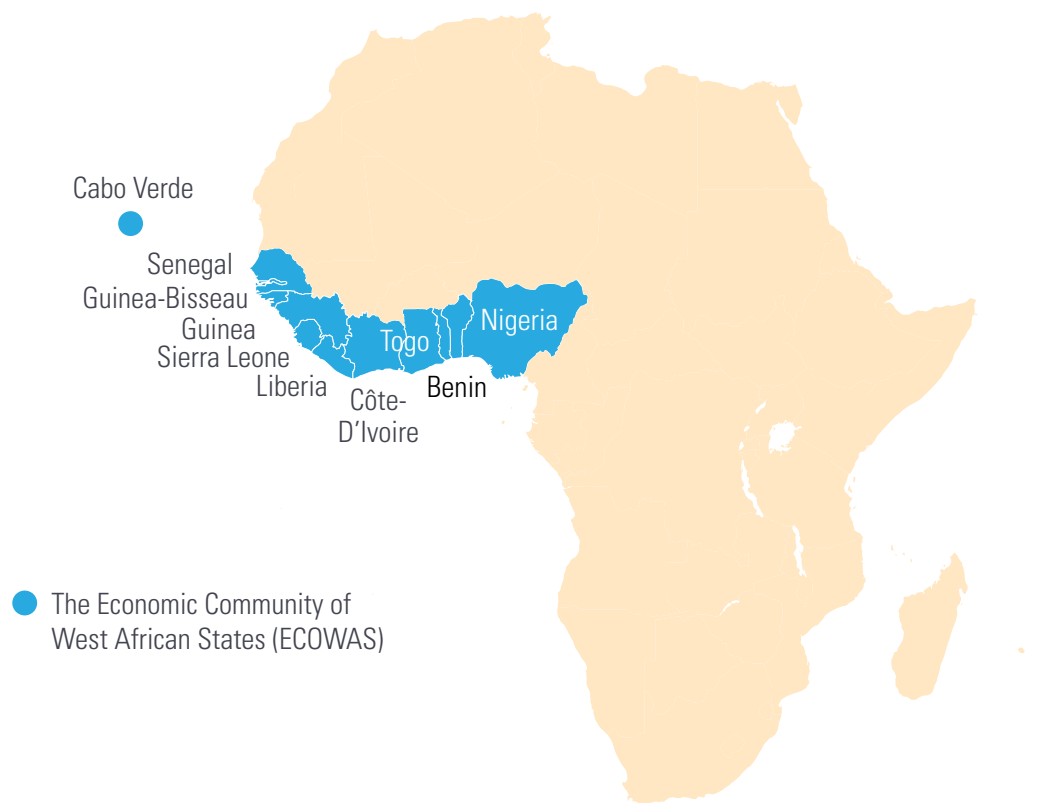 Cabo Verde
Senegal
Guinea-Bisseau
Guinea
Sierra Leone
Liberia
Côte-
D’Ivoire
Togo
Benin
Nigeria
The Economic Community of
West African States (ECOWAS)